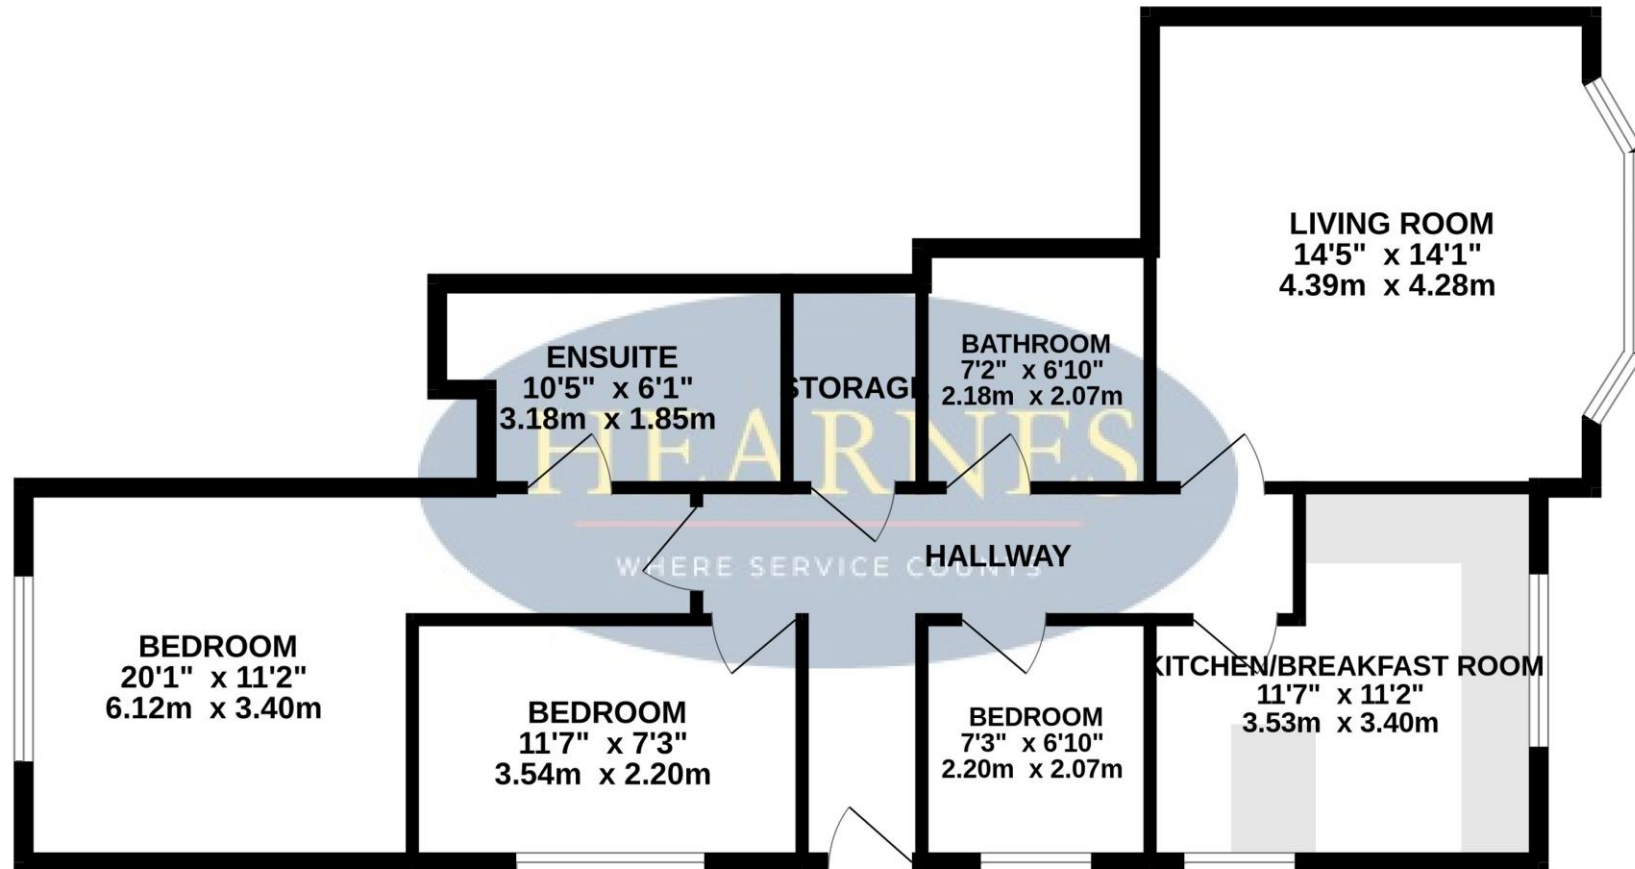 LIVING ROOM
14'5" x 14'1"
4.39m x 4.28m
BATHROOM
7'2" x 6'10"
2.18m x 2.07m
ENSUITE
10'5" x 6'1"
3.18m x 1.85m
STORAGE
HEARNES
WHERE SERVICE COUNTS
HALLWAY
BEDROOM
20'1" x 11'2"
6.12m x 3.40m
BEDROOM
11'7" x 7'3"
3.54m x 2.20m
BEDROOM
7'3" x 6'10"
2.20m x 2.07m
KITCHEN/BREAKFAST ROOM
11'7" x 11'2"
3.53m x 3.40m